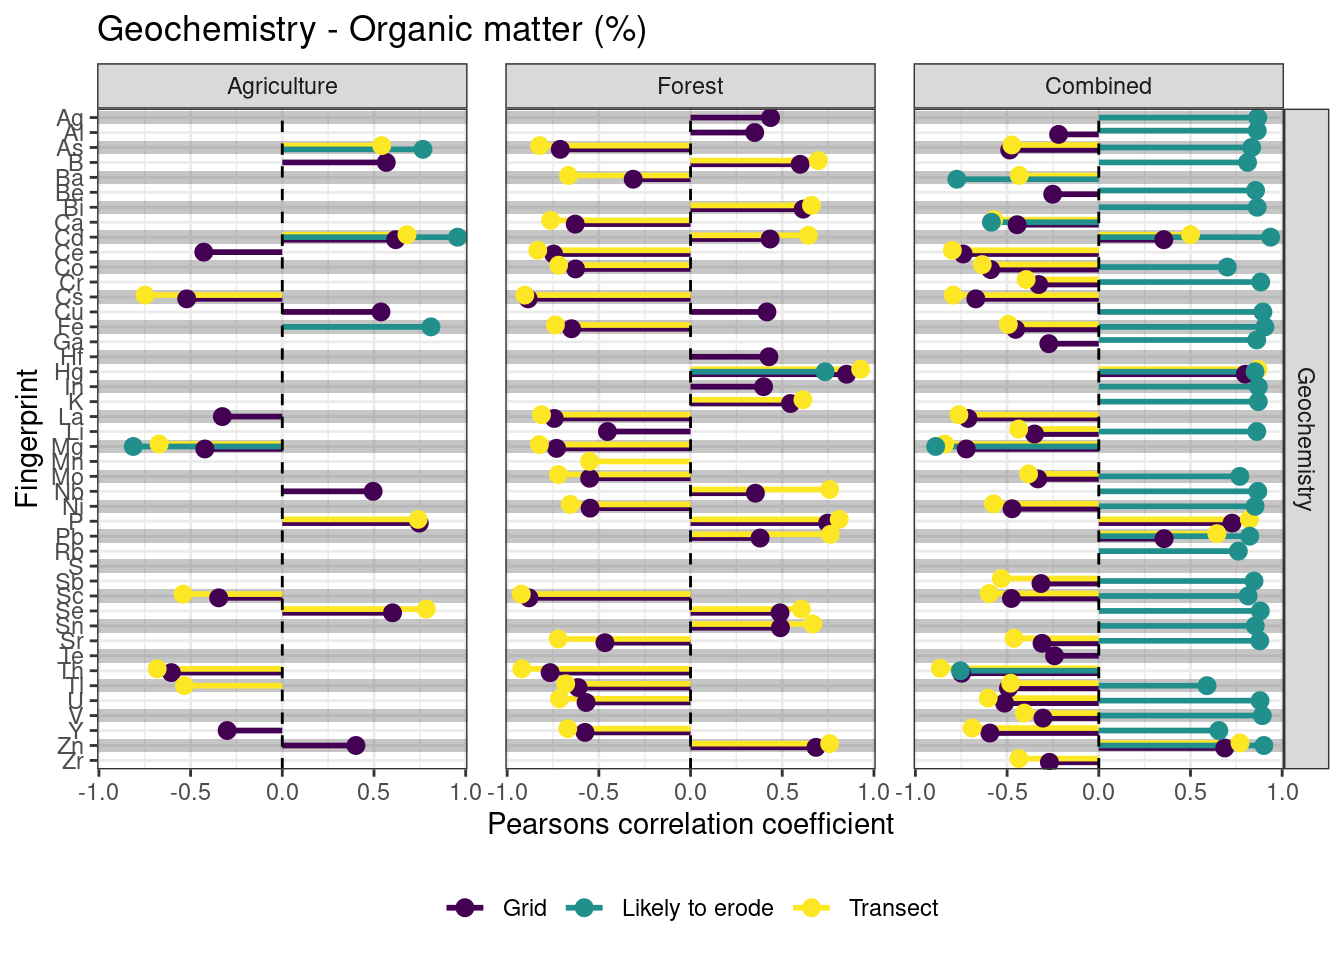 Geochemistry - Organic matter (%)
Agriculture
Forest
Combined
Fingerprint
Ag
Al
As
B
Ba
Be
Bi
Ca
Cd
Ce
Co
Cr
Cs
Cu
Fe
Ga
Hf
Hg
In
K
La
Li
Mg
Mn
Mo
Nb
Ni
P
Pb
Rb
S
Sb
Sc
Se
Sn
Sr
Te
Th
Tl
U
V
Y
Zn
Zr
Geochemistry
-1.0 -0.5 0.0 0.5 1.0
-1.0 -0.5 0.0 0.5 1.0
-1.0 -0.5 0.0 0.5 1.0
Pearsons correlation coefficient
Grid Likely to erode Transect